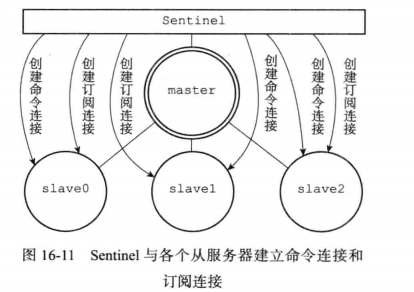 Sentinel
创建命令连接
创建订阅连接
创建订阅连接
创建命令连接
创建命令连接
创建订阅连接
master
slave0
slave1
slave2
图 16-11 Sentinel 与各个从服务器建立命令连接和
订阅连接